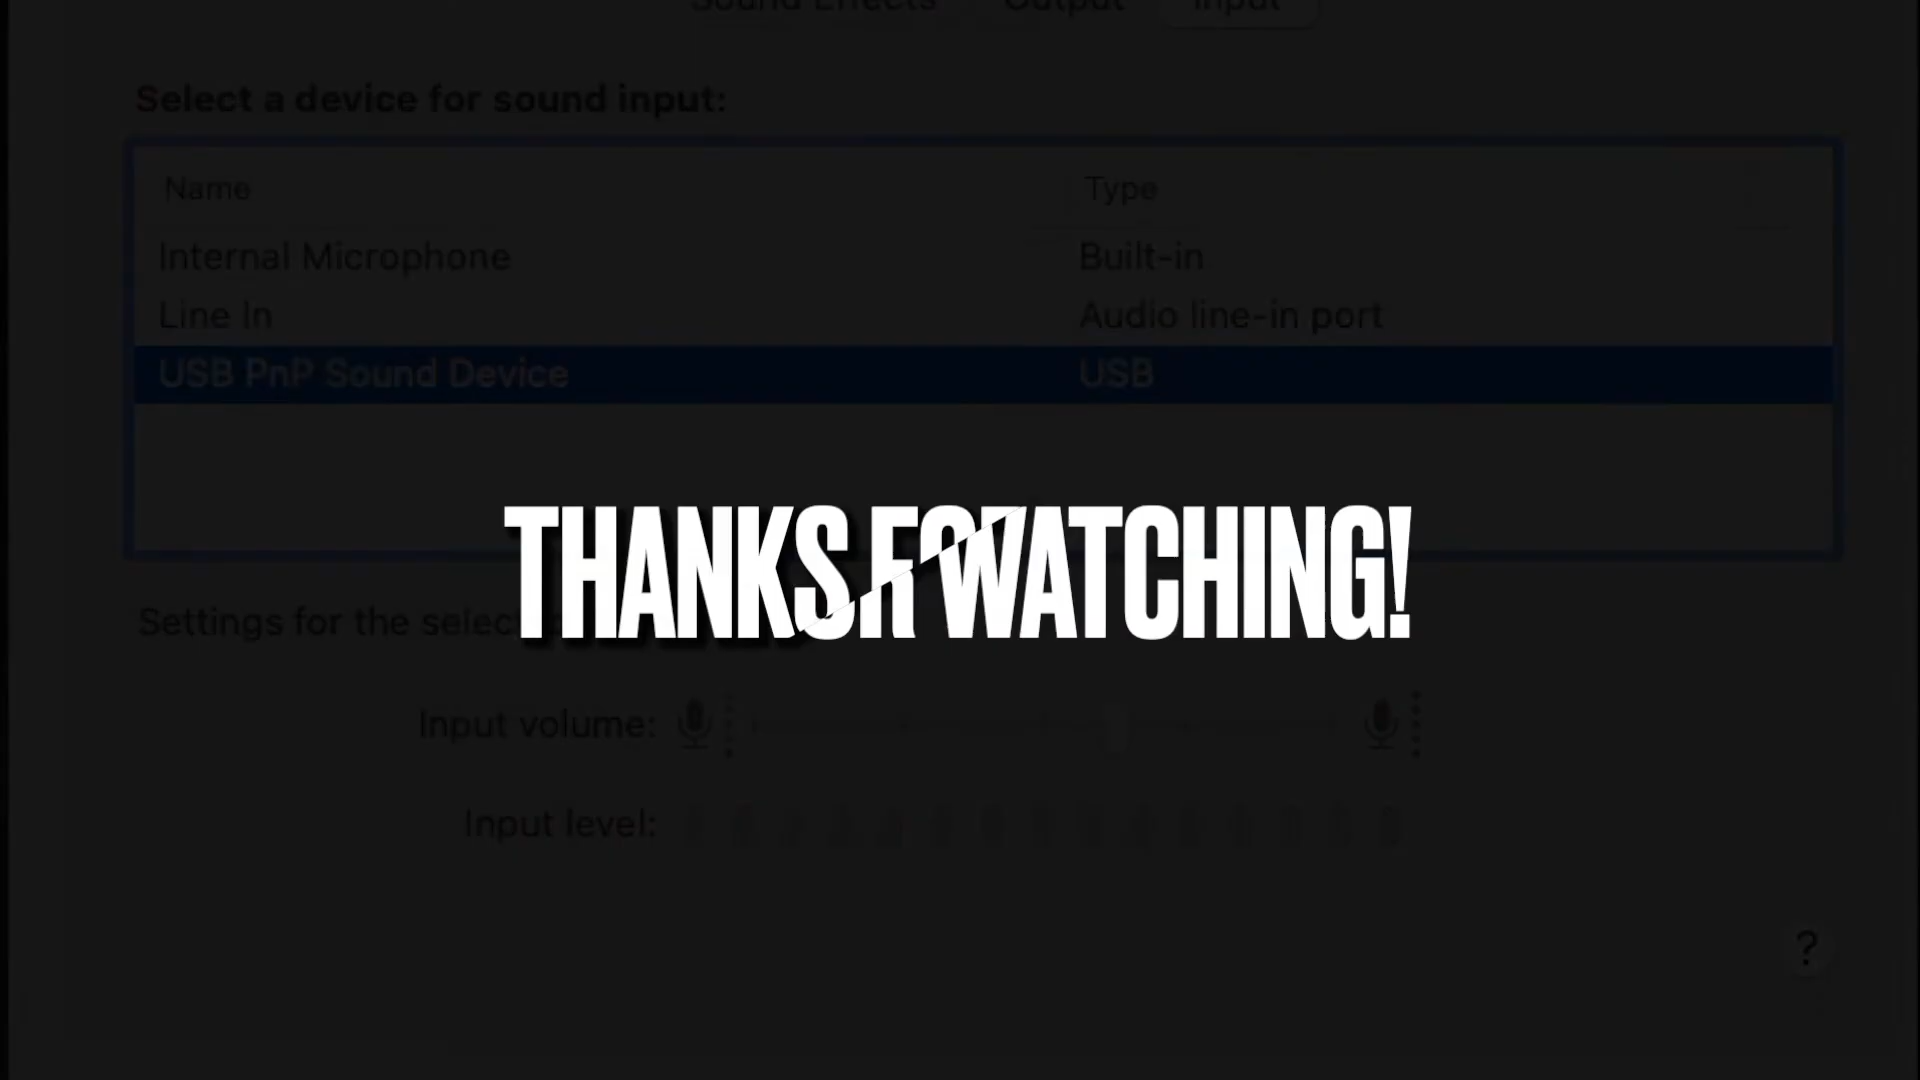 Sound Effects Output Input
Select a device for sound input:
Name Type
Internal Microphone Built-in
Line In Audio line-in port
USB PnP Sound Device USB
THANKS WATCHING!
Settings for the selec
Input volume:
Input level:
?